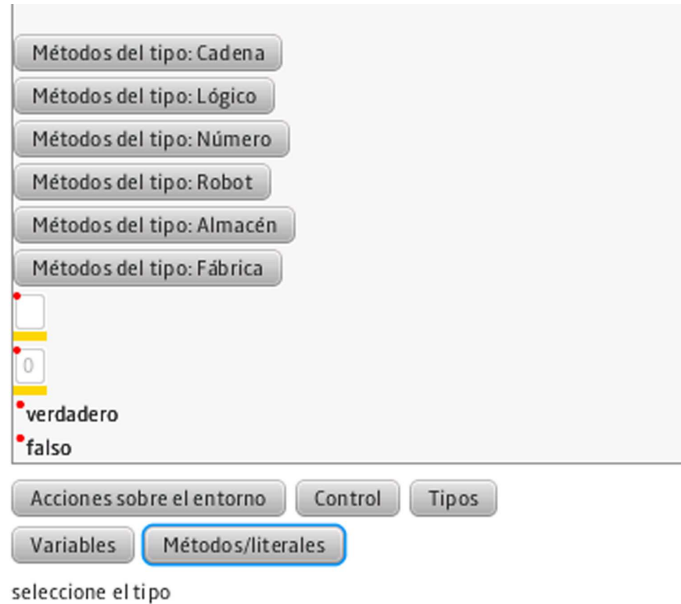 Métodos del tipo: Cadena
Métodos del tipo: Lógico
Métodos del tipo: Número
Métodos del tipo: Robot
Métodos del tipo: Almacén
Métodos del tipo: Fábrica
0
verdadero
falso
Acciones sobre el entorno Control Tipos
Variables Métodos/literales
seleccione el tipo